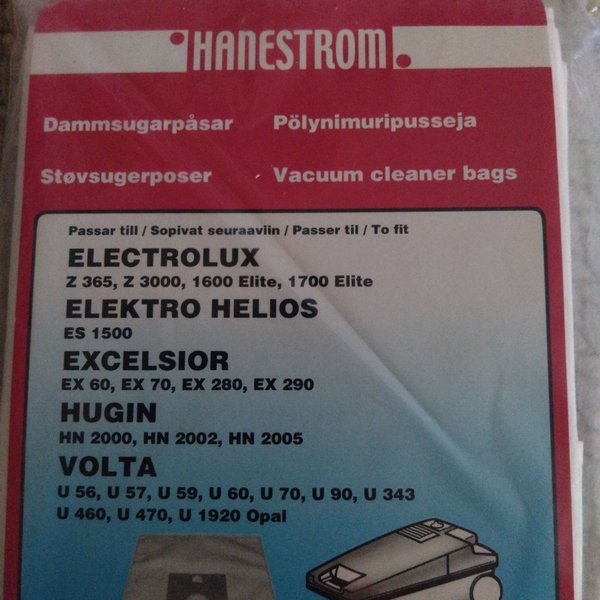 HANESTROM
Dammsugarpåsar Pölynimuripusseja
Støvsugerposer Vacuum cleaner bags
Passar till / Sopivat seuraaviin / Passer til / To fit
ELECTROLUX
Z 365, Z 3000, 1600 Elite, 1700 Elite
ELEKTRO HELIOS
ES 1500
EXCELSIOR
EX 60, EX 70, EX 280, EX 290
HUGIN
HN 2000, HN 2002, HN 2005
VOLTA
U 56, U 57, U 59, U 60, U 70, U 90, U 343
U 460, U 470, U 1920 Opal